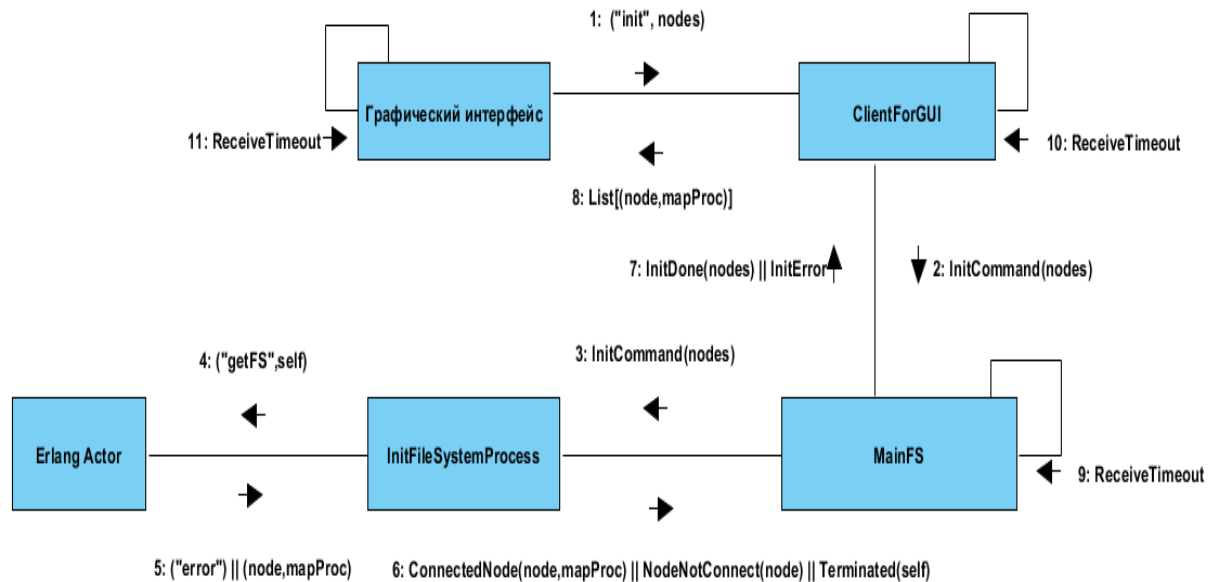 1: ("init", nodes)
Графический интерфейс
ClientForGUI
11: ReceiveTimeout
10: ReceiveTimeout
8: List[(node,mapProc)]
7: InitDone(nodes) || InitError
2: InitCommand(nodes)
4: ("getFS",self)
3: InitCommand(nodes)
Erlang Actor
InitFileSystemProcess
MainFS
9: ReceiveTimeout
5: ("error") || (node,mapProc)
6: ConnectedNode(node,mapProc) || NodeNotConnect(node) || Terminated(self)